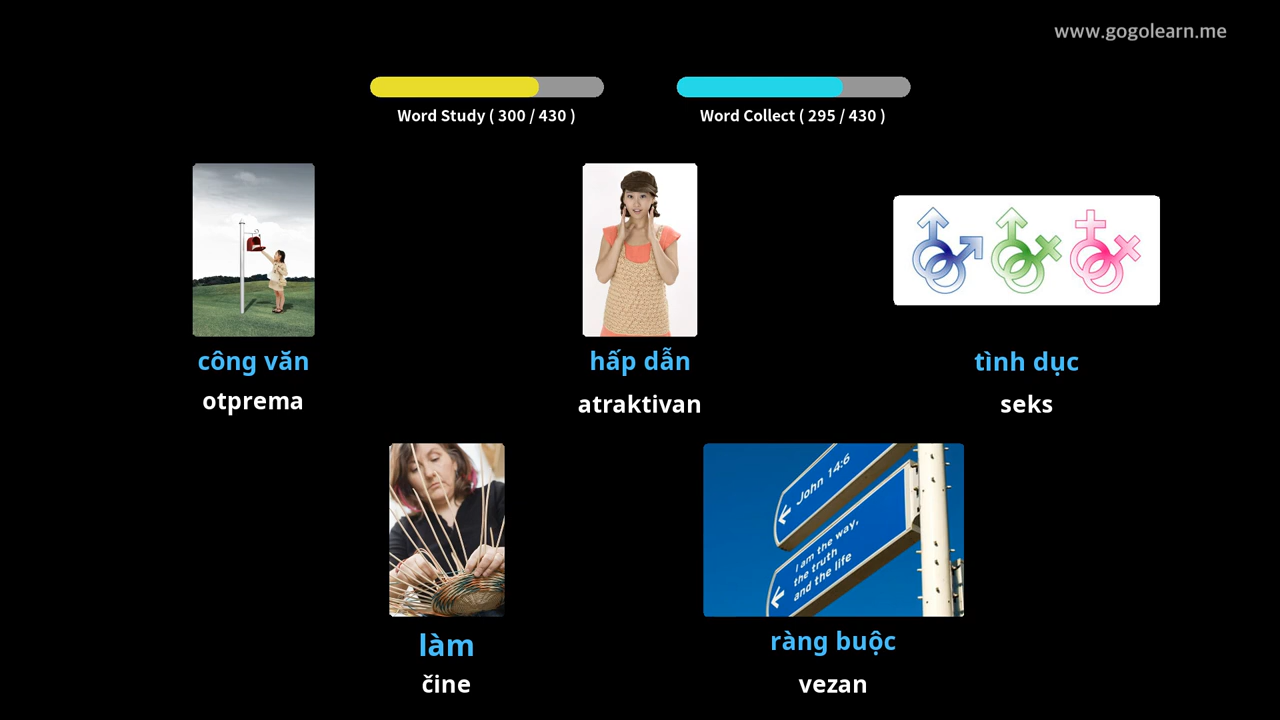 www.gogolearn.me
Word Study ( 300 / 430 )
Word Collect ( 295 / 430 )
công văn
otprema
hấp dẫn
atraktivan
tình dục
seks
John 14:6
I am the way,
the truth
and the life
làm
čine
ràng buộc
vezan